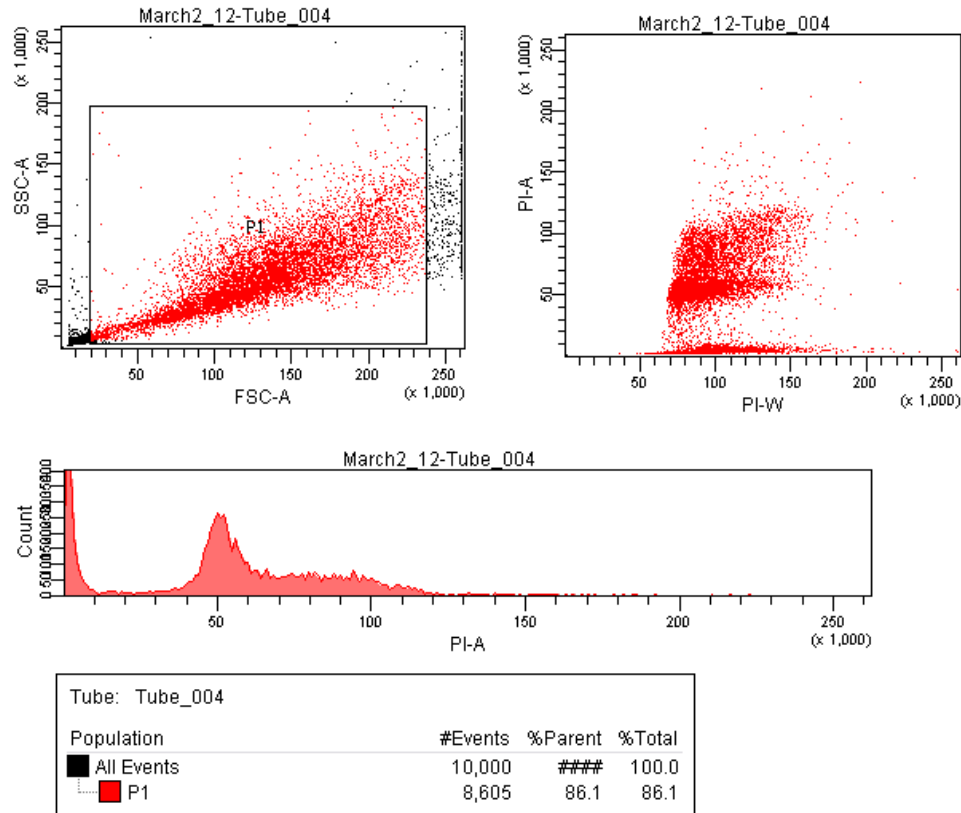 March2_12-Tube_004
(x 1,000)
250
200
150
100
50
SSC-A
P1
50 100 150 200 250
(x 1,000)
FSC-A
March2_12-Tube_004
(x 1,000)
250
200
150
100
50
PI-A
50 100 150 200 250
(x 1,000)
PI-W
March2_12-Tube_004
Count
50 100 150 200 250
(x 1,000)
PI-A
Tube: Tube_004
Population #Events %Parent %Total
All Events 10,000 #### 100.0
P1 8,605 86.1 86.1